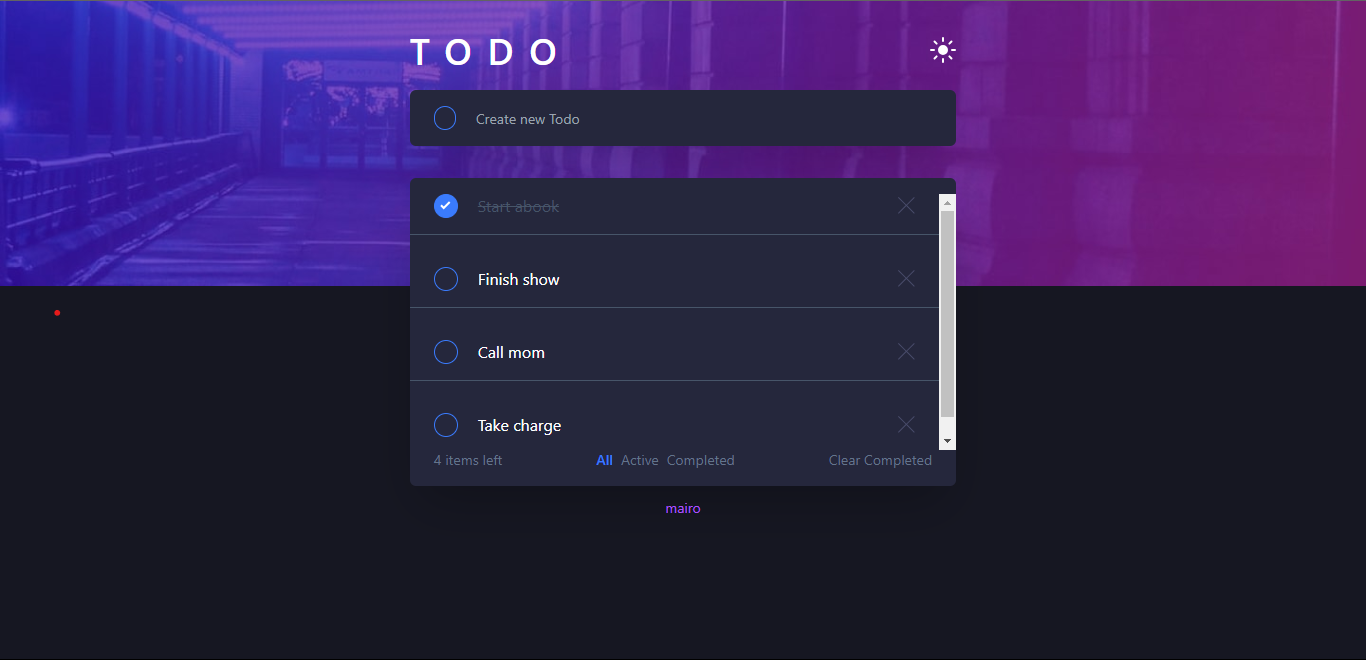 TODO
Create new Todo
Start abook
Finish show
Call mom
Take charge
4 items left All Active Completed Clear Completed
mairo